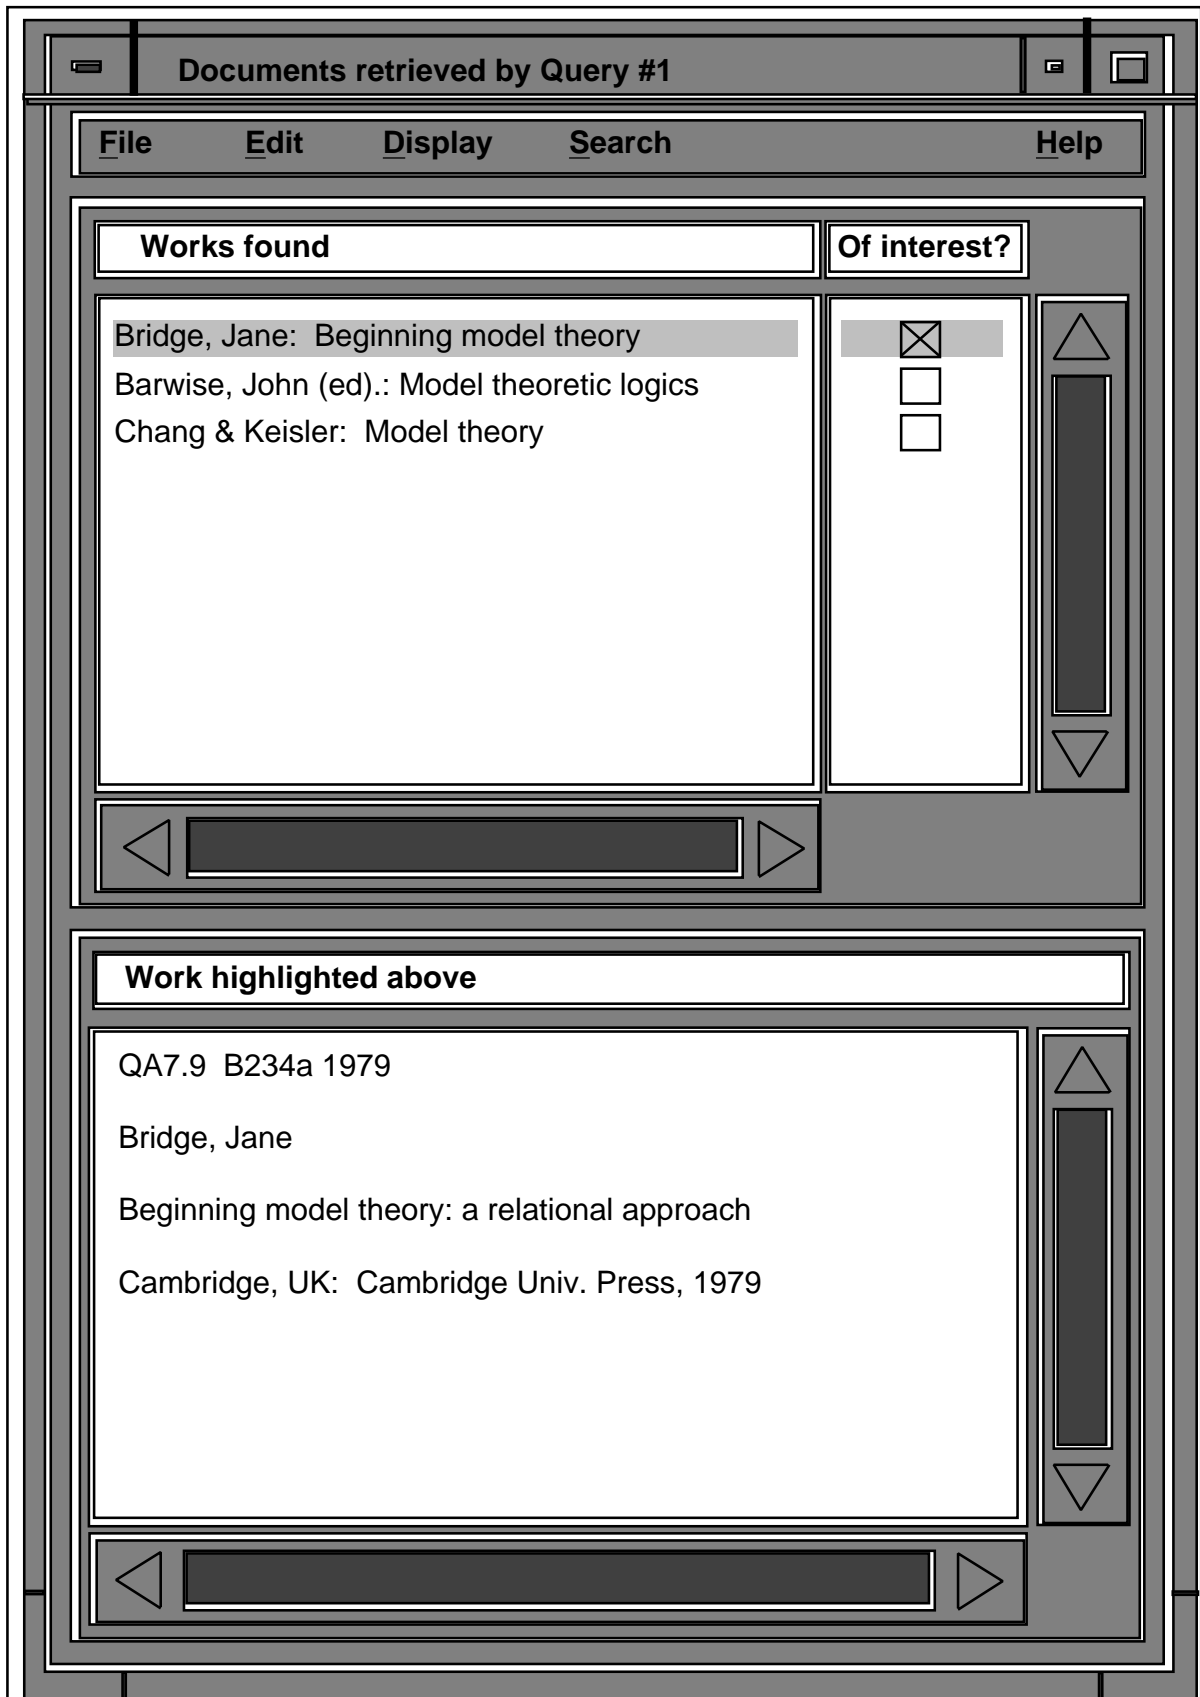 Documents retrieved by Query #1
File Edit Display Search Help
Works found Of interest?
Bridge, Jane: Beginning model theory
Barwise, John (ed).: Model theoretic logics
Chang & Keisler: Model theory
Work highlighted above
QA7.9 B234a 1979
Bridge, Jane
Beginning model theory: a relational approach
Cambridge, UK: Cambridge Univ. Press, 1979